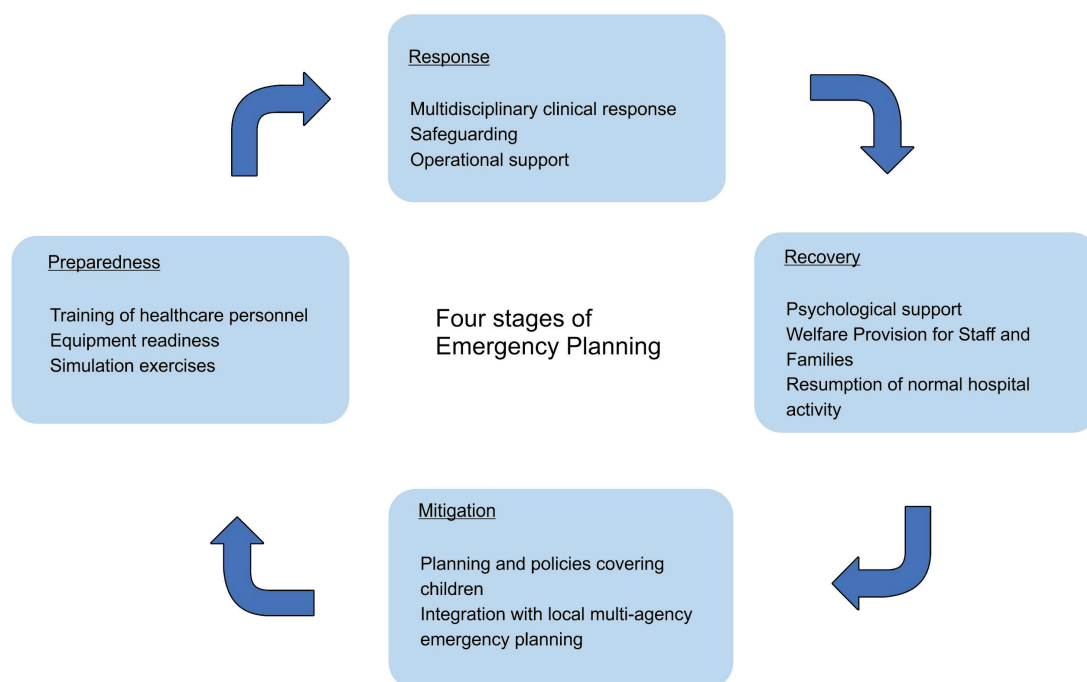 Response
Multidisciplinary clinical response
Safeguarding
Operational support
Preparedness
Training of healthcare personnel
Equipment readiness
Simulation exercises
Four stages of
Emergency Planning
Recovery
Psychological support
Welfare Provision for Staff and
Families
Resumption of normal hospital
activity
Mitigation
Planning and policies covering
children
Integration with local multi-agency
emergency planning